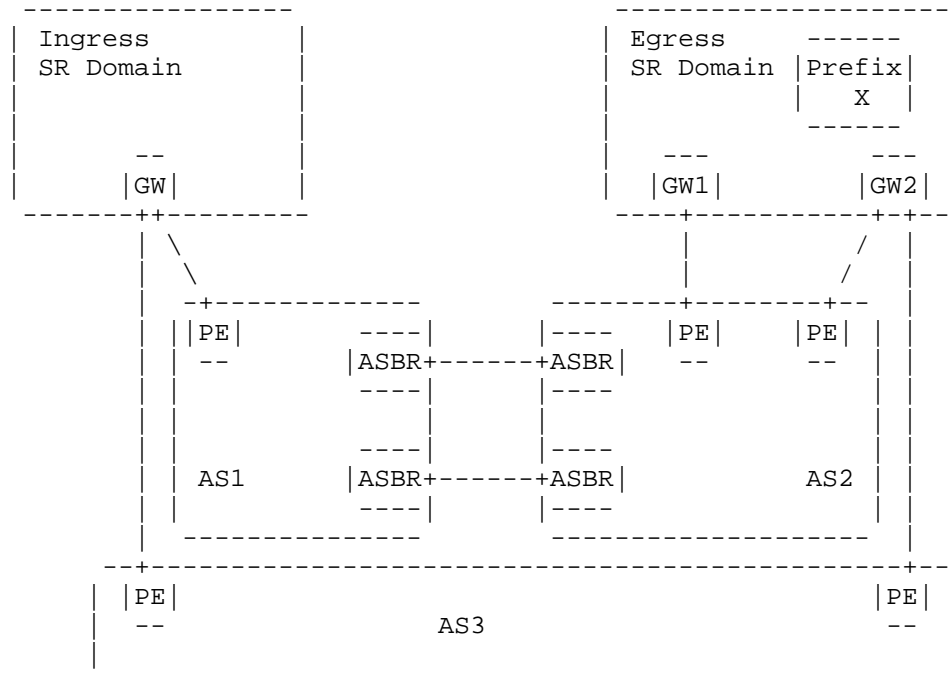 Ingress Egress
SR Domain SR Domain Prefix
X
GW GW1 GW2
PE PE PE
ASBR ASBR
AS1 ASBR ASBR AS2
PE PE
AS3